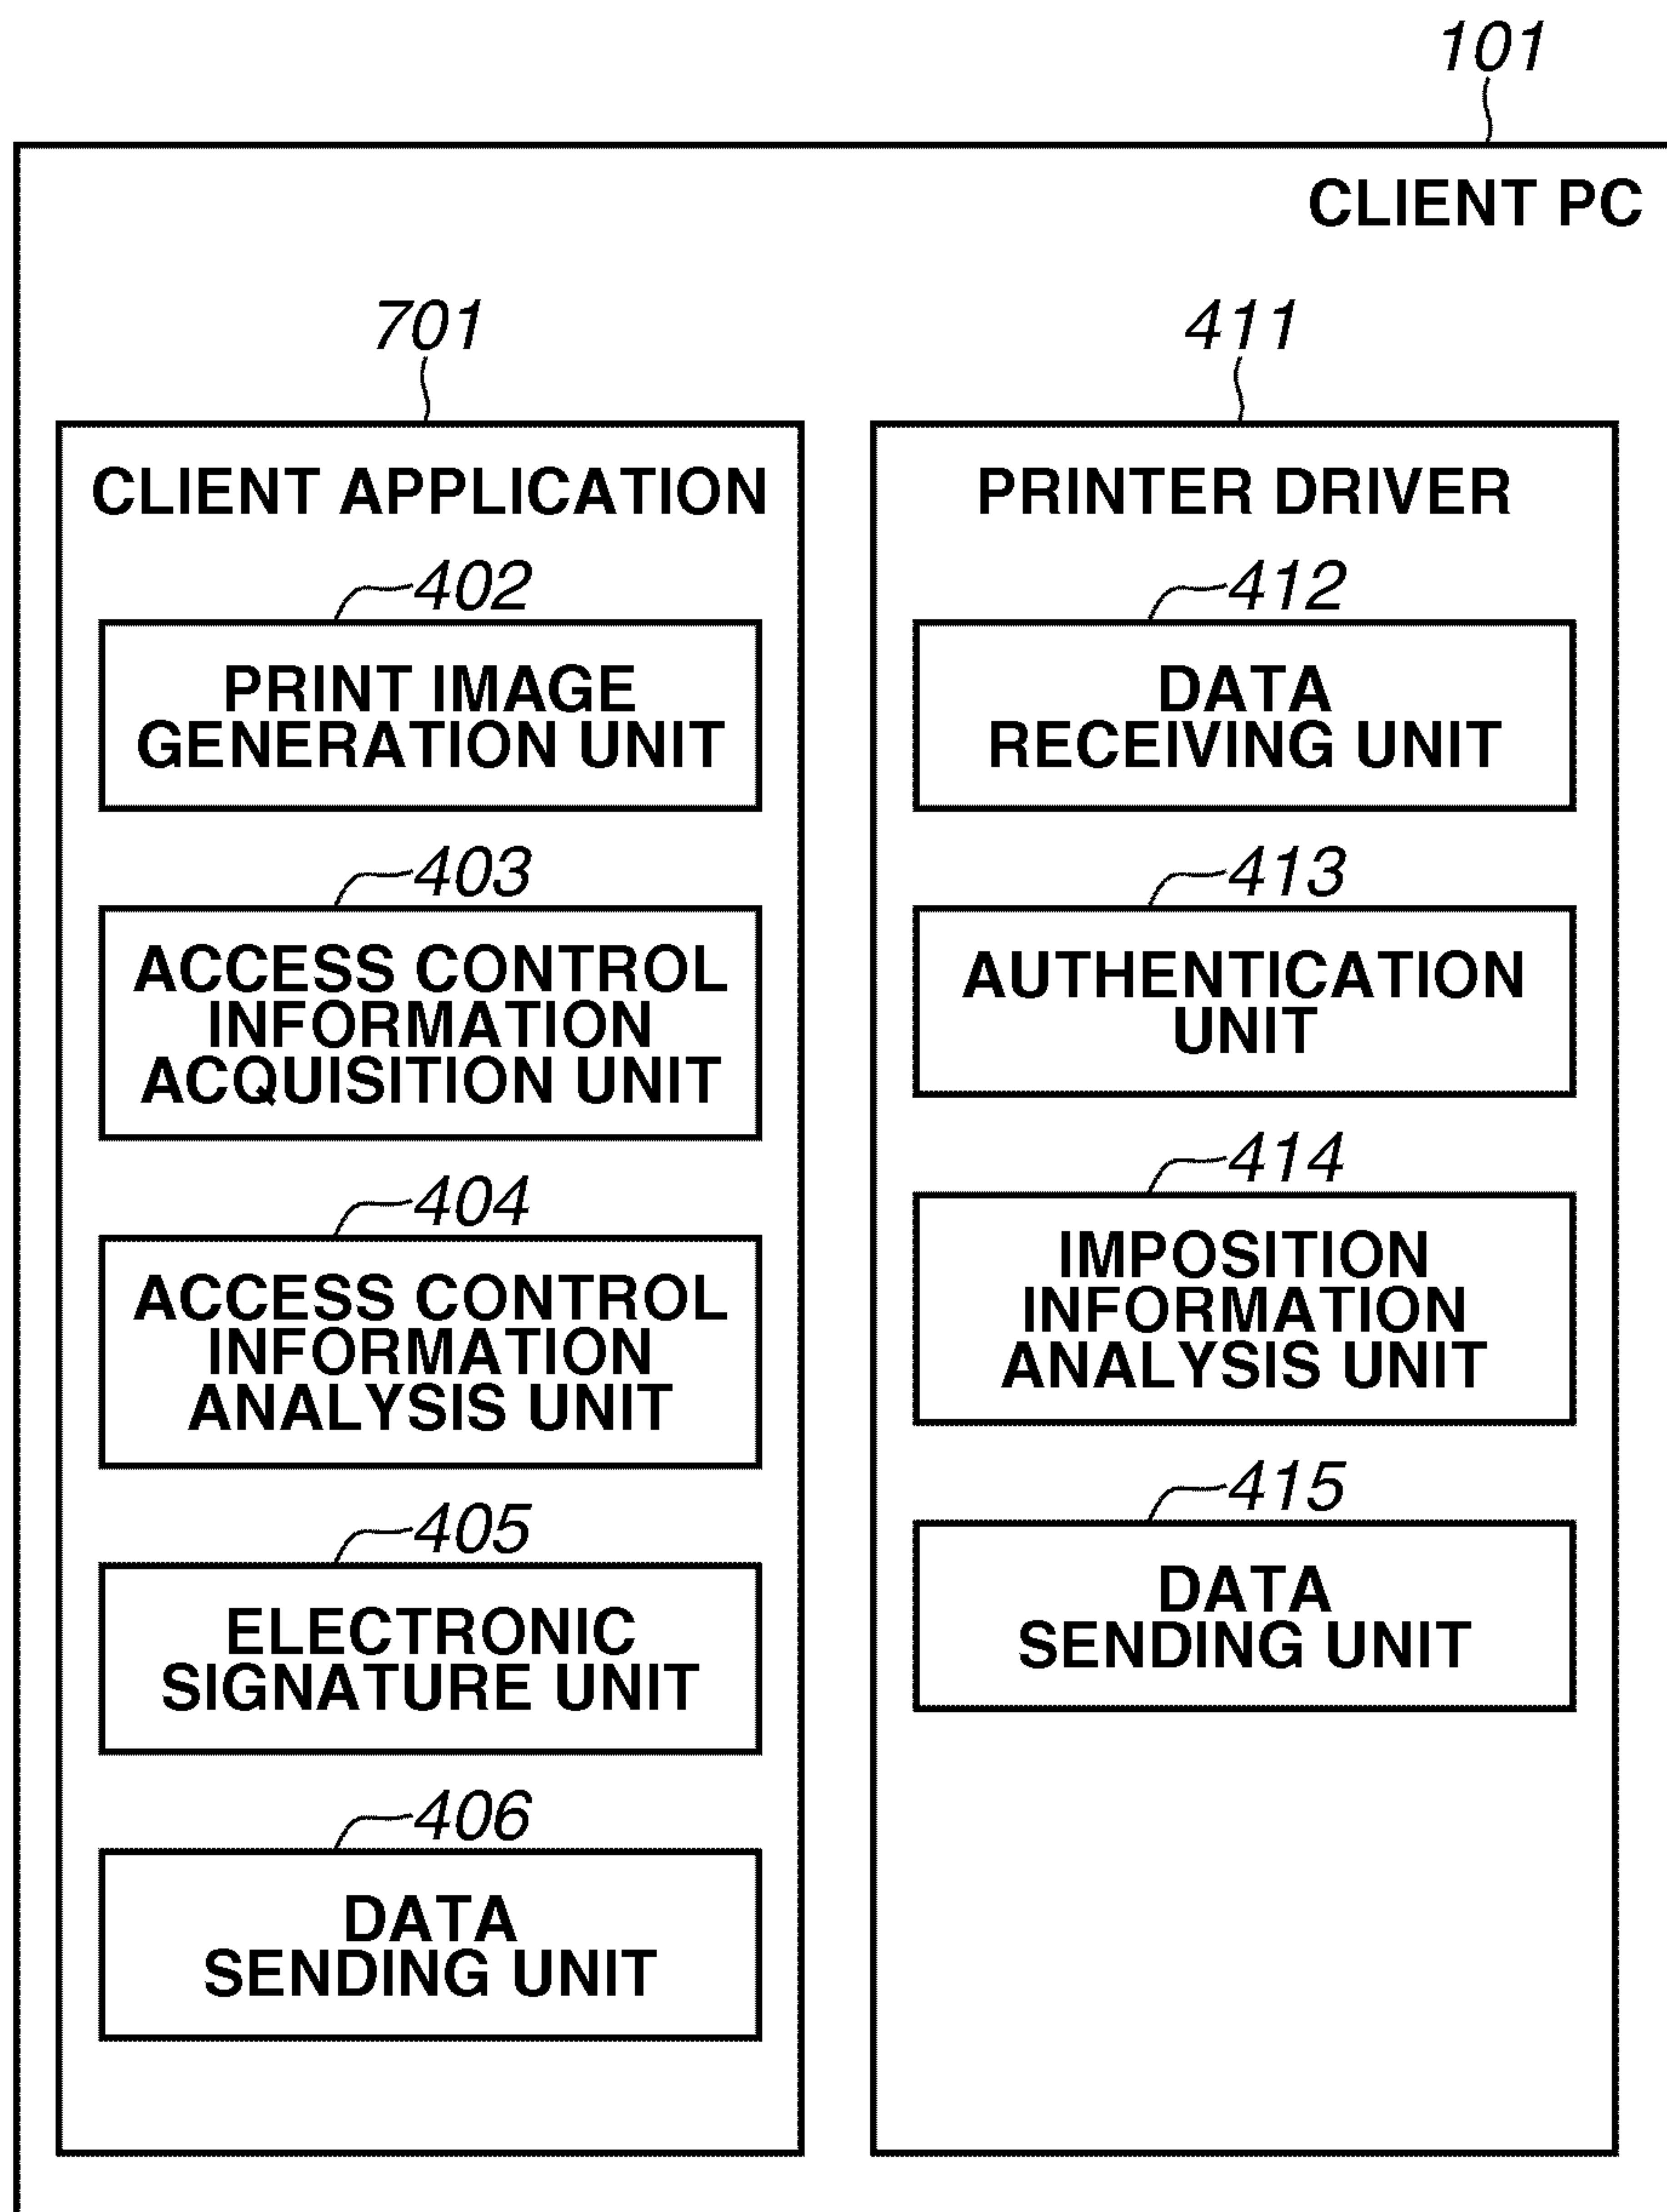 101
CLIENT PC
701
CLIENT APPLICATION
402
PRINT IMAGE
GENERATION UNIT
403
ACCESS CONTROL
INFORMATION
ACQUISITION UNIT
404
ACCESS CONTROL
INFORMATION
ANALYSIS UNIT
405
ELECTRONIC
SIGNATURE UNIT
406
DATA
SENDING UNIT
411
PRINTER DRIVER
412
DATA
RECEIVING UNIT
413
AUTHENTICATION
UNIT
414
IMPOSITION
INFORMATION
ANALYSIS UNIT
415
DATA
SENDING UNIT